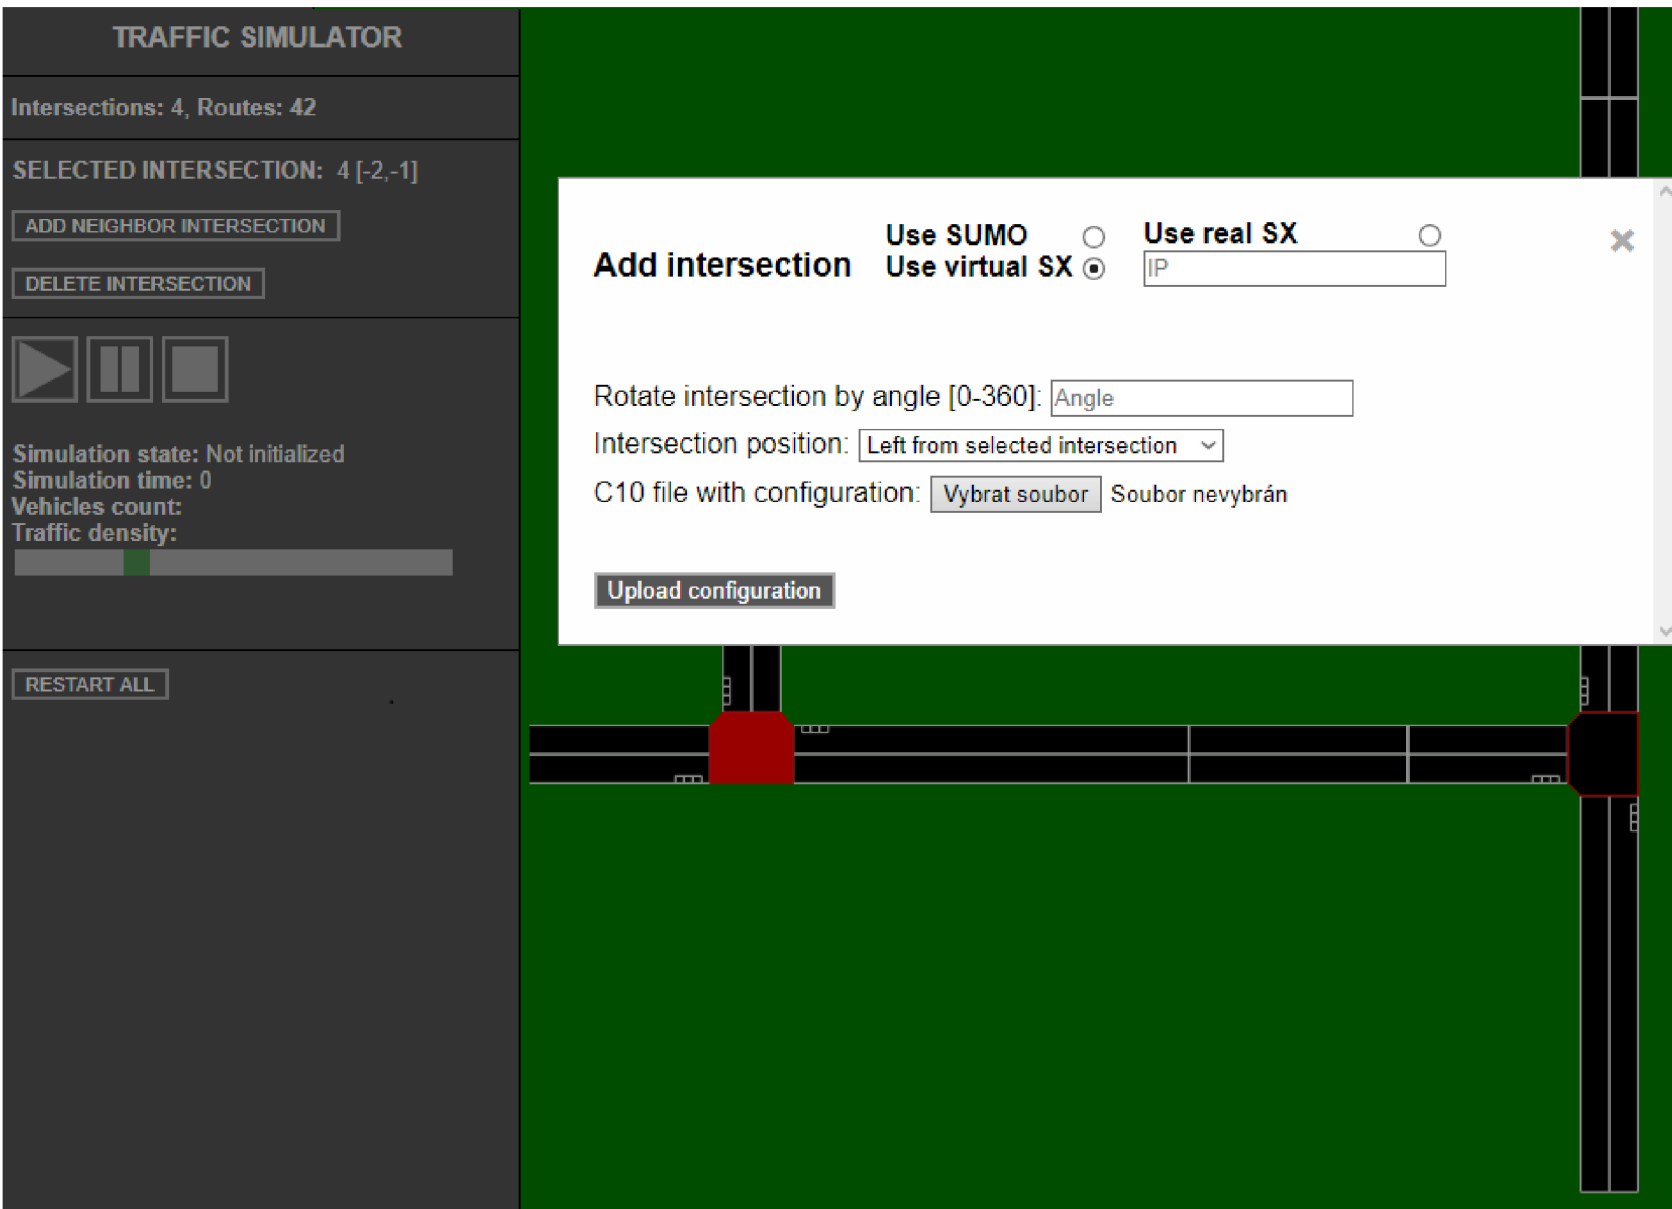 TRAFFIC SIMULATOR
Intersections: 4, Routes: 42
SELECTED INTERSECTION: 4 [-2,-1]
ADD NEIGHBOR INTERSECTION
DELETE INTERSECTION
Simulation state: Not initialized
Simulation time: 0
Vehicles count:
Traffic density:
RESTART ALL
Add intersection
Use SUMO
Use virtual SX
Use real SX
IP
Rotate intersection by angle [0-360]: Angle
Intersection position: Left from selected intersection
C10 file with configuration: Vybrat soubor Soubor nevybrán
Upload configuration